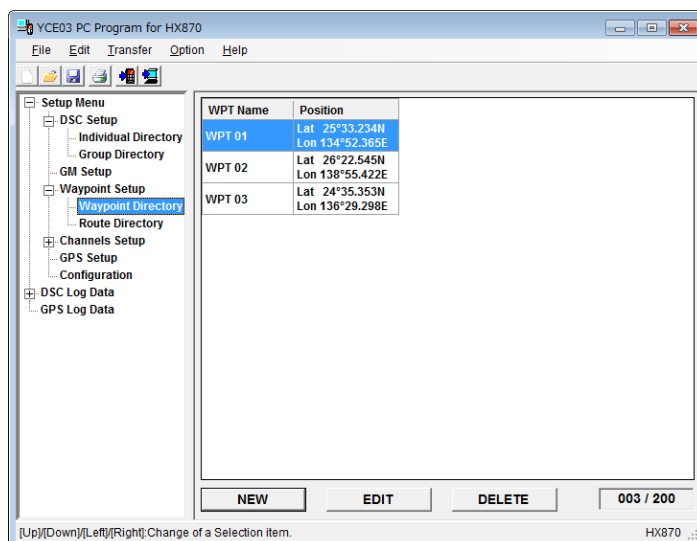 YCE03 PC Program for HX870
File Edit Transfer Option Help
Setup Menu
DSC Setup
Individual Directory
Group Directory
GM Setup
Waypoint Setup
Waypoint Directory
Route Directory
Channels Setup
GPS Setup
Configuration
DSC Log Data
GPS Log Data
WPT Name Position
WPT 01 Lat 25°33.234N
Lon 134°52.365E
WPT 02 Lat 26°22.545N
Lon 138°55.422E
WPT 03 Lat 24°35.353N
Lon 136°29.298E
NEW EDIT DELETE 003 / 200
[Up]/[Down]/[Left]/[Right]:Change of a Selection item. HX870